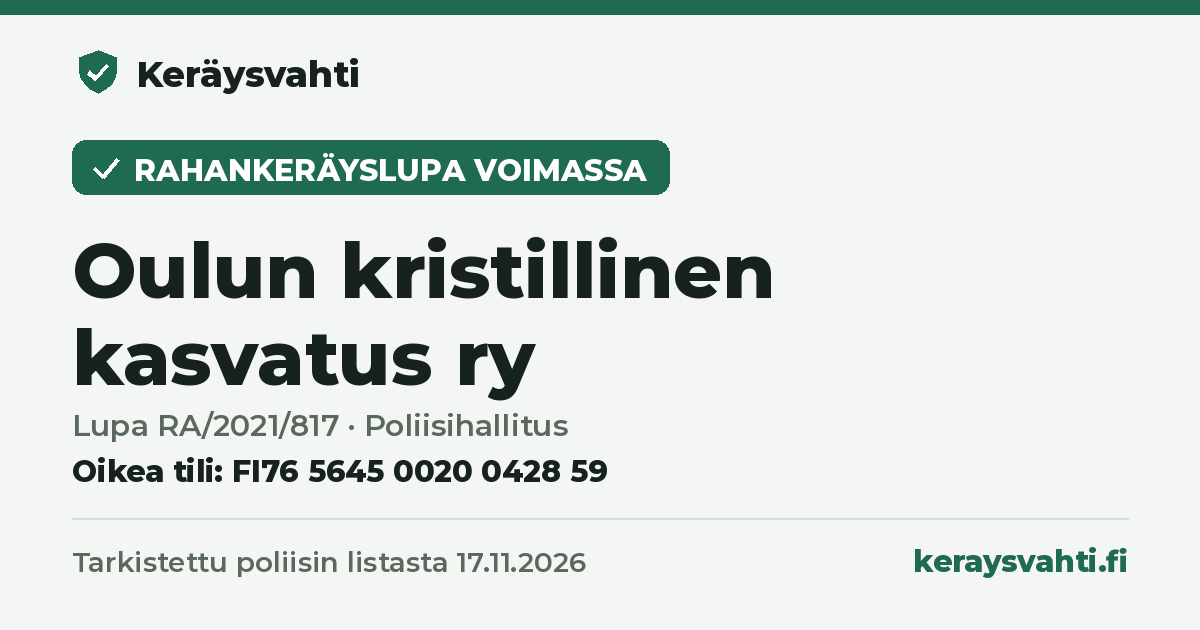 Keräysvahti
RAHANKERÄYSLUPA VOIMASSA
Oulun kristillinen
kasvatus ry
Lupa RA/2021/817 · Poliisihallitus
Oikea tili: FI76 5645 0020 0428 59
Tarkistettu poliisin listasta 17.11.2026
keraysvahti.fi